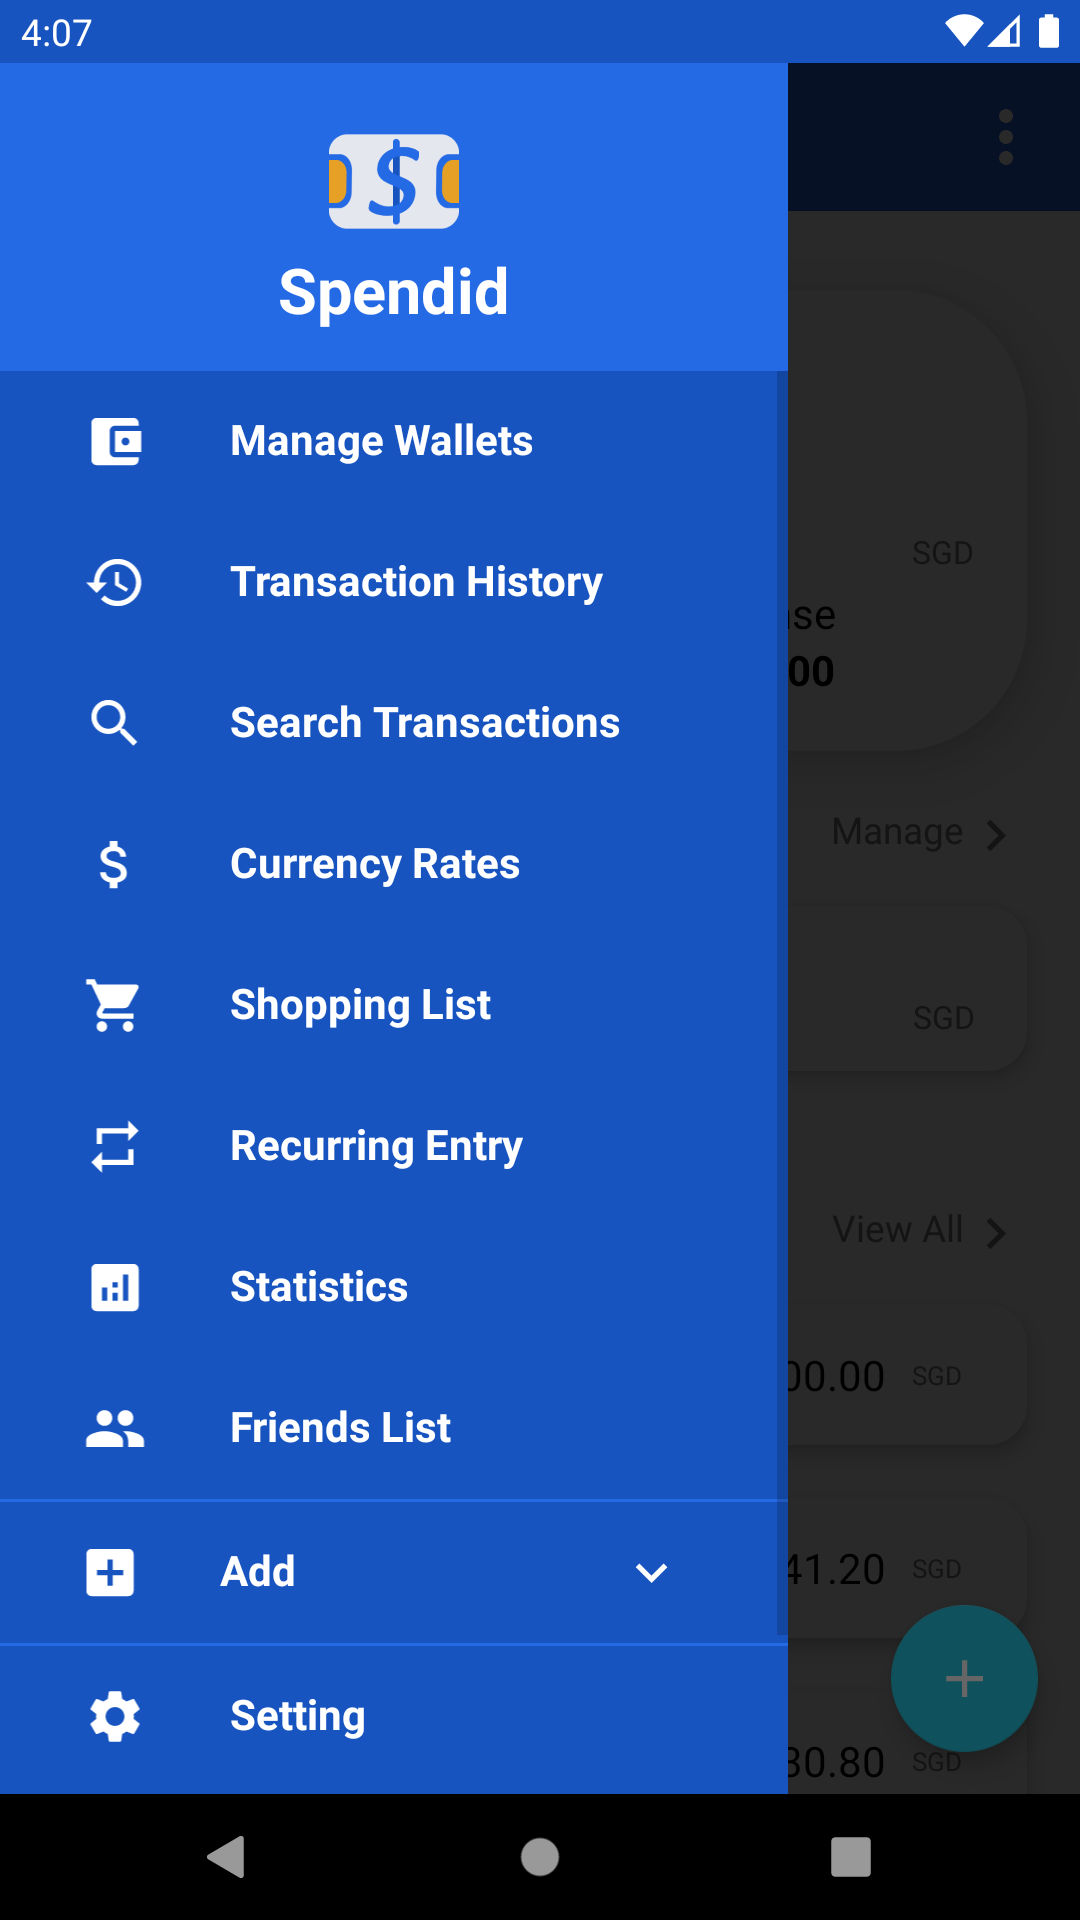 4:07
$
Spendid
Manage Wallets
Transaction History
Search Transactions
Currency Rates
Shopping List
Recurring Entry
Statistics
Friends List
Add
Setting
SGD
00
Manage
SGD
View All
00.00 SGD
41.20 SGD
30.80 SGD